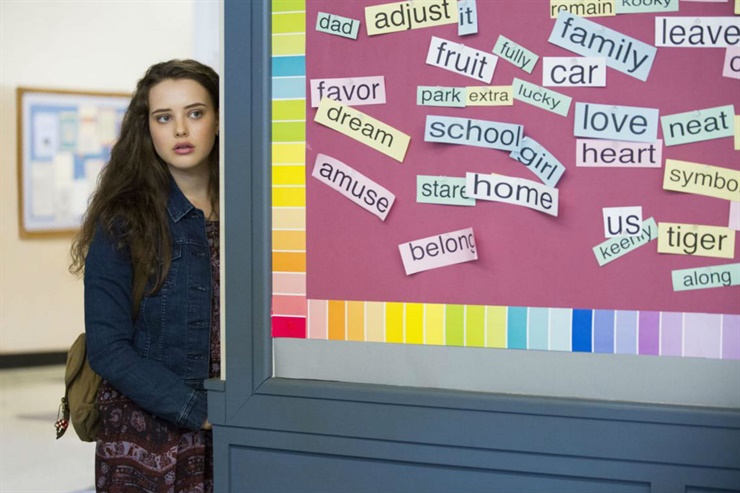 remain
kooky
dad
adjust
it
school
family
leave
fruit
fully
car
favor
park
extra
lucky
dream
love
neat
school
girl
heart
amuse
stare
home
symbo
us
keenly
tiger
belong
along